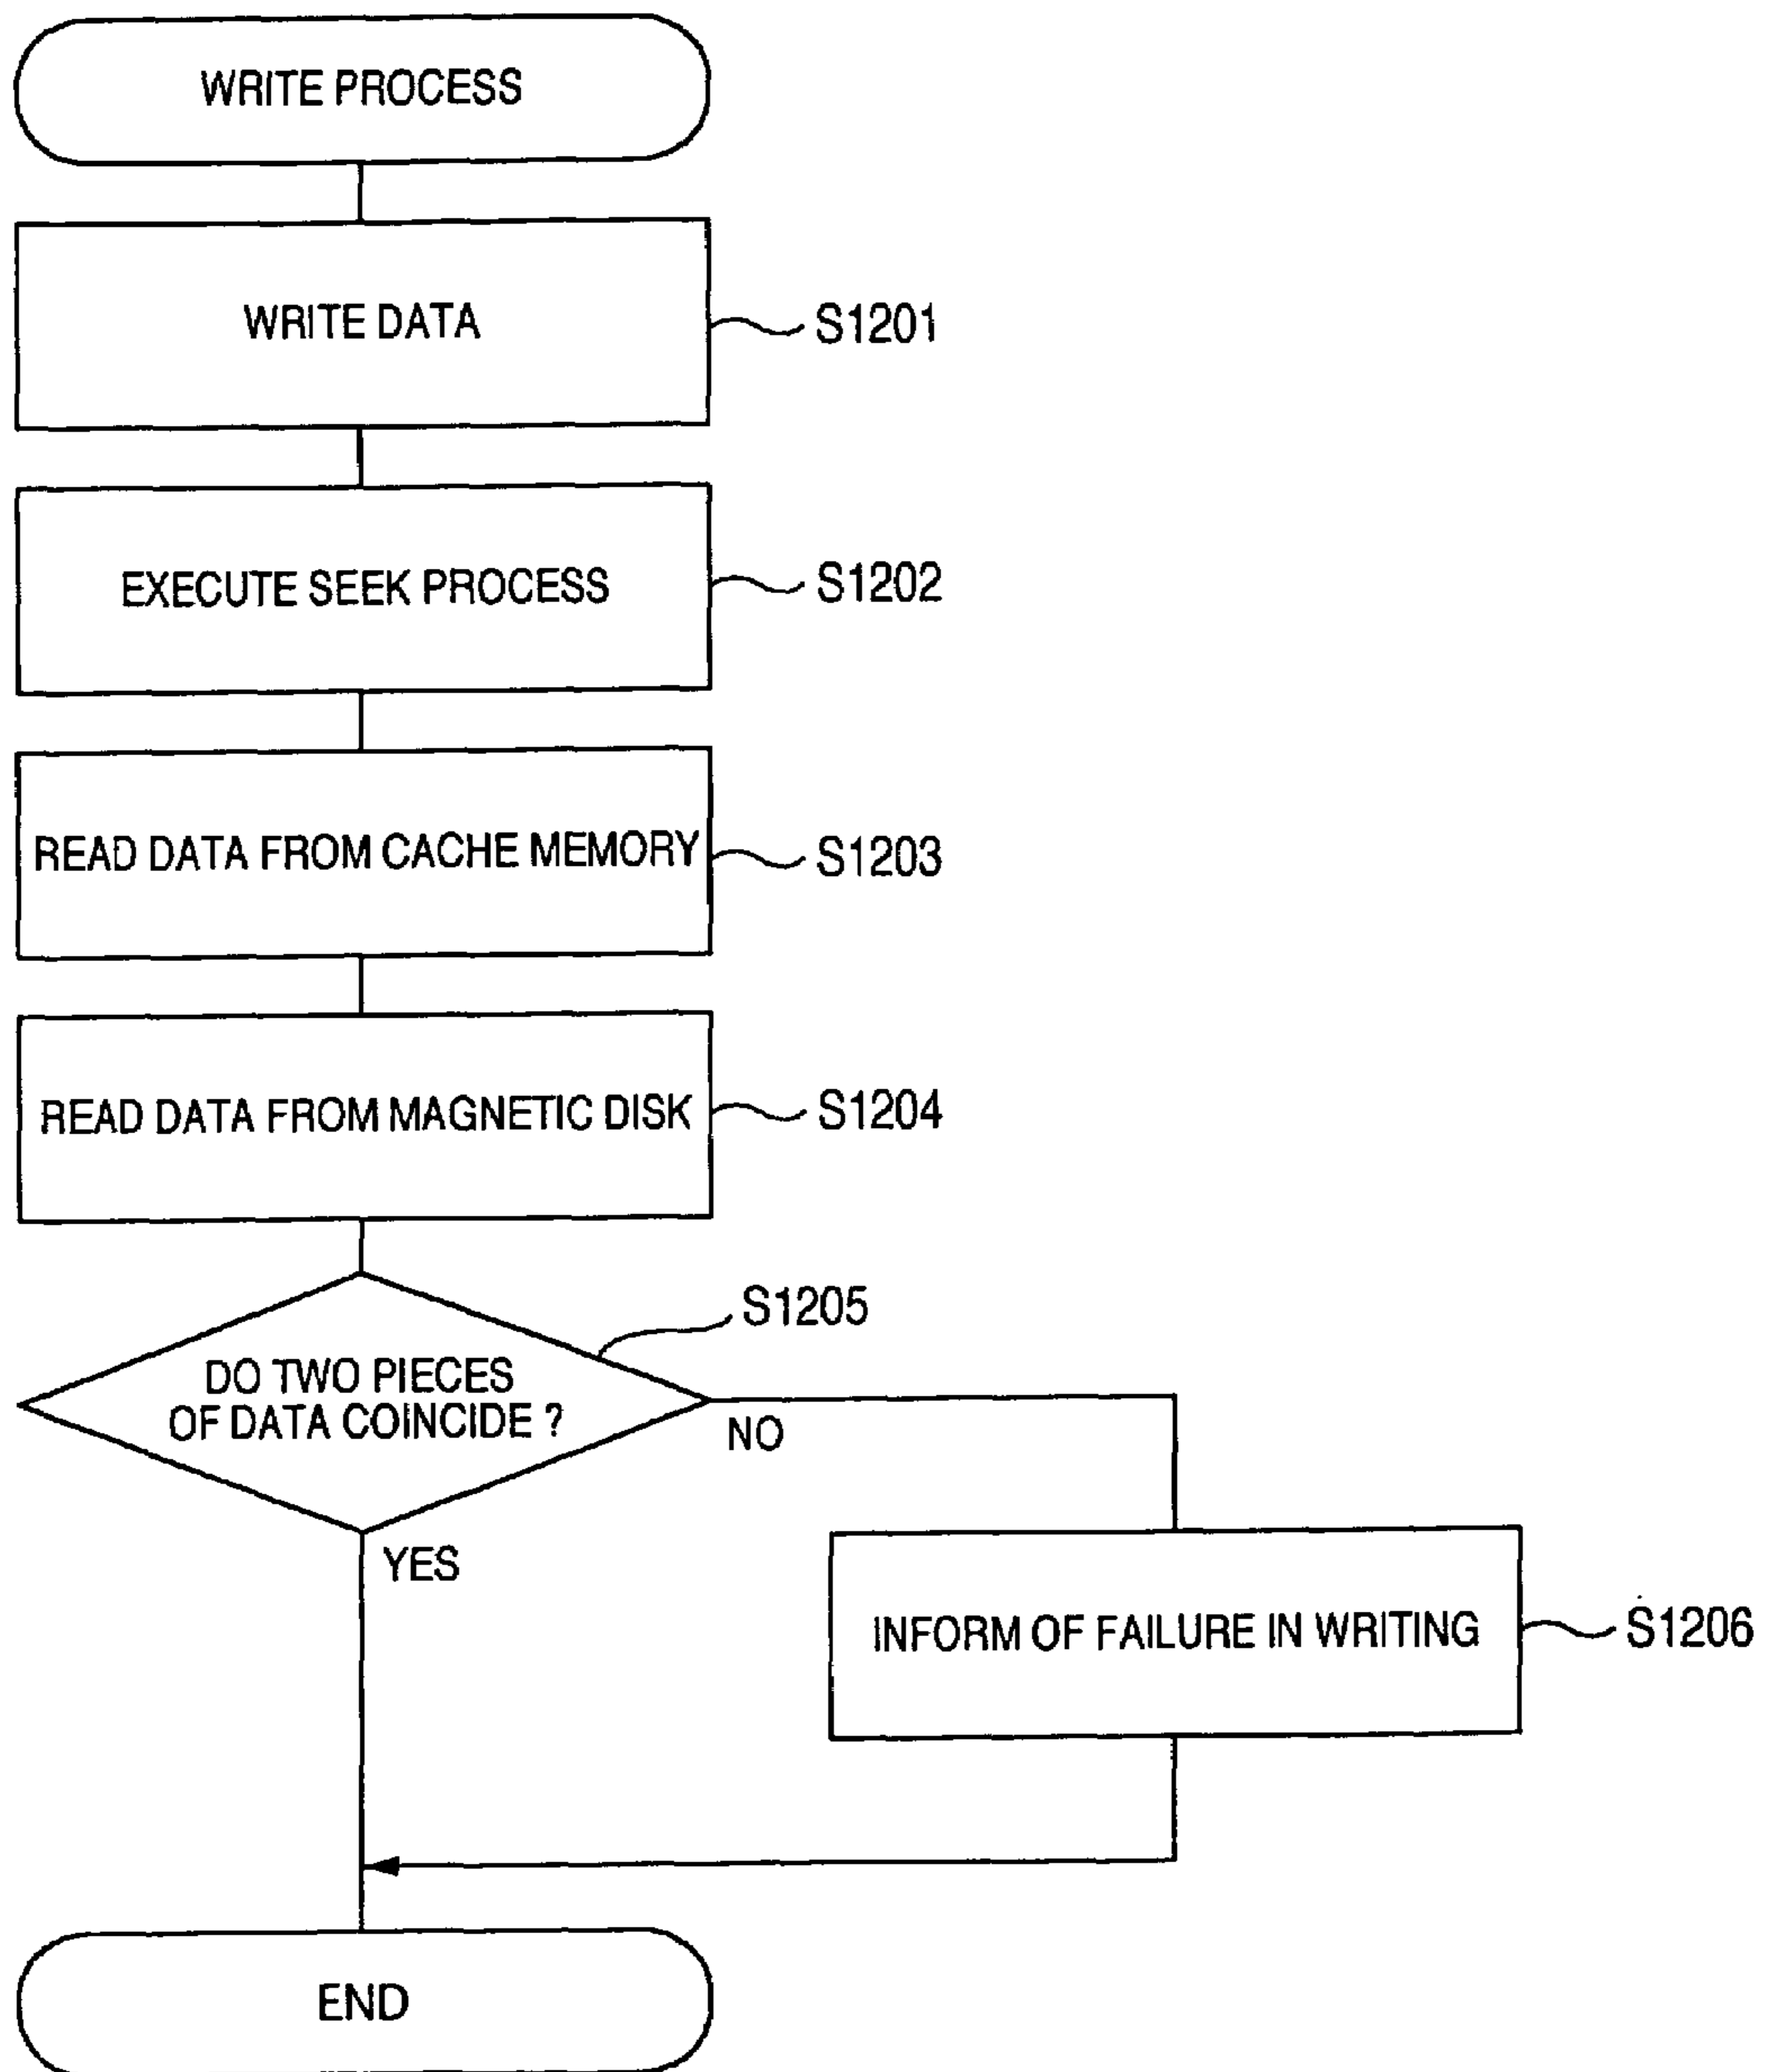 WRITE PROCESS
WRITE DATA
S1201
EXECUTE SEEK PROCESS
S1202
READ DATA FROM CACHE MEMORY
S1203
READ DATA FROM MAGNETIC DISK
S1204
S1205
DO TWO PIECES
OF DATA COINCIDE ?
NO
YES
INFORM OF FAILURE IN WRITING
S1206
END